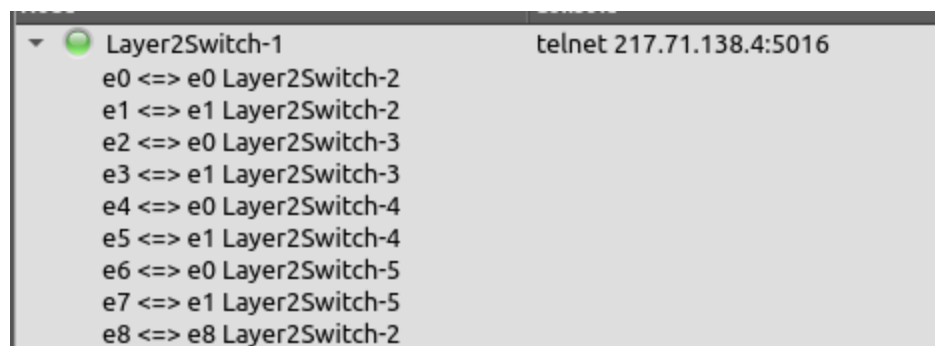 Layer2Switch-1 telnet 217.71.138.4:5016
e0 <=> e0 Layer2Switch-2
e1 <=> e1 Layer2Switch-2
e2 <=> e0 Layer2Switch-3
e3 <=> e1 Layer2Switch-3
e4 <=> e0 Layer2Switch-4
e5 <=> e1 Layer2Switch-4
e6 <=> e0 Layer2Switch-5
e7 <=> e1 Layer2Switch-5
e8 <=> e8 Layer2Switch-2